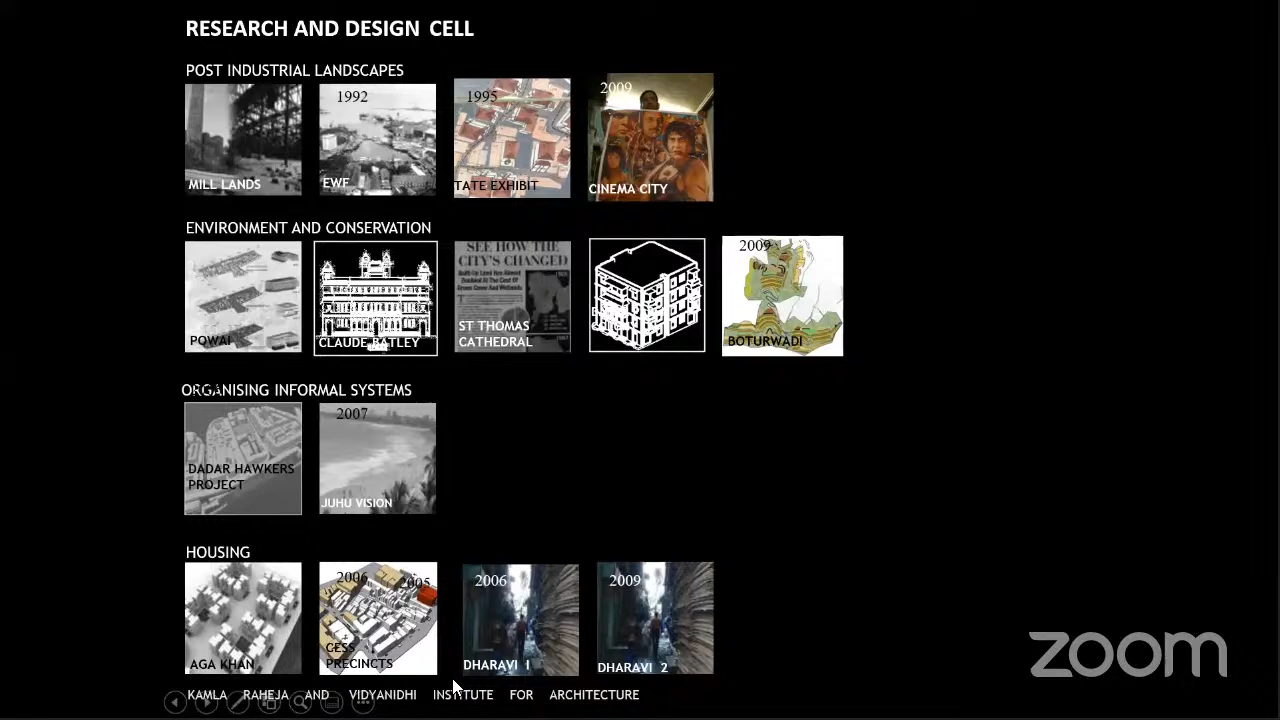 RESEARCH AND DESIGN CELL
POST INDUSTRIAL LANDSCAPES
1992
1995
2009
MILL LANDS
EWF
TATE EXHIBIT
CINEMA CITY
ENVIRONMENT AND CONSERVATION
SEE HOW THE
CITY'S CHANGED
2009
POWAI
CLAUDE BATLEY
ST THOMAS
CATHEDRAL
BOTURWADI
ORGANISING INFORMAL SYSTEMS
2007
DADAR HAWKERS
PROJECT
JUHU VISION
HOUSING
2006
2005
2006
2009
AGA KHAN
CESS
PRECINCTS
DHARAVI 1
DHARAVI 2
zoom
KAMLA RAHEJA AND VIDYANIDHI INSTITUTE FOR ARCHITECTURE